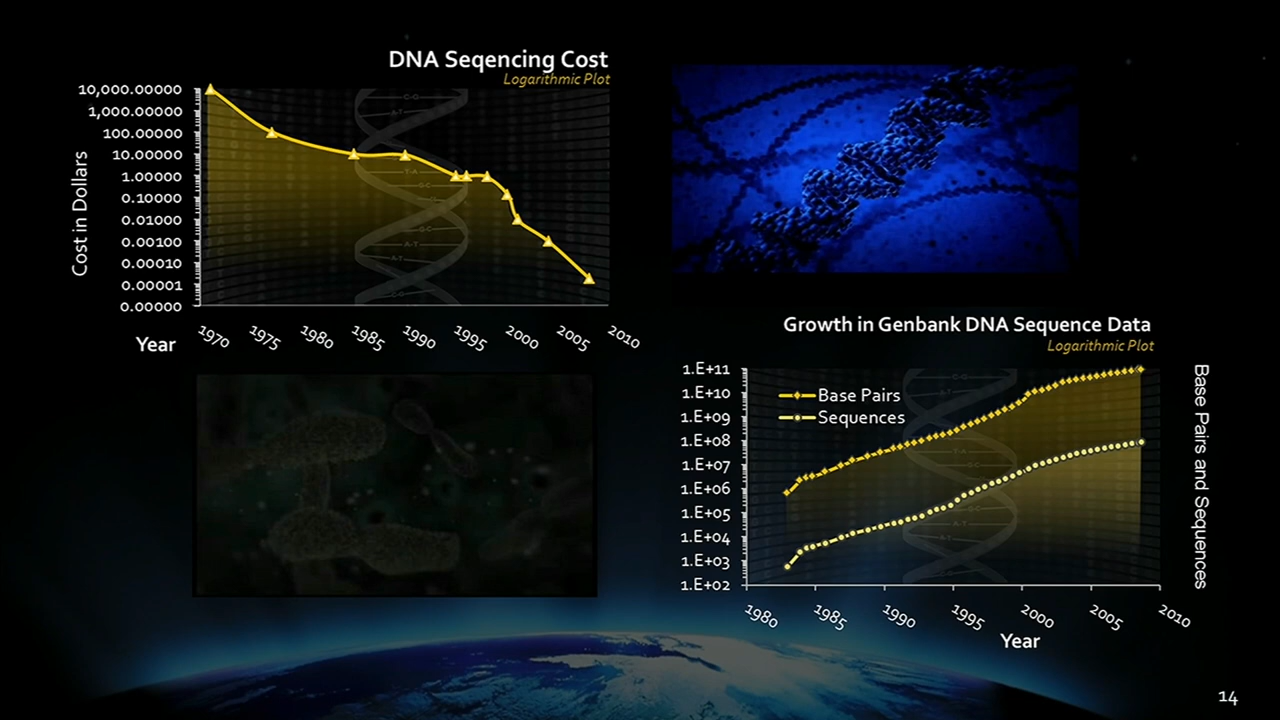 DNA Seqencing Cost
Logarithmic Plot
10,000.00000
1,000.00000
100.00000
10.00000
1.00000
0.10000
0.01000
0.00100
0.00010
0.00001
0.00000
Cost in Dollars
1970 1975 1980 1985 1990 1995 2000 2005 2010
Year
Growth in Genbank DNA Sequence Data
Logarithmic Plot
1.E+11
1.E+10
1.E+09
1.E+08
1.E+07
1.E+06
1.E+05
1.E+04
1.E+03
1.E+02
Base Pairs
Sequences
Base Pairs and Sequences
1980 1985 1990 1995 2000 2005 2010
Year
14